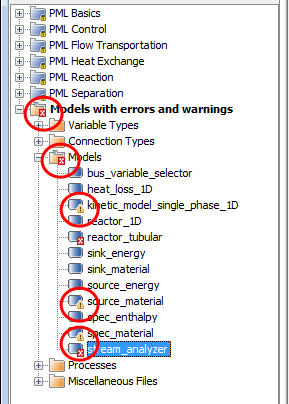 PML Basics
PML Control
PML Flow Transportation
PML Heat Exchange
PML Reaction
PML Separation
Models with errors and warnings
Variable Types
Connection Types
Models
bus_variable_selector
heat_loss_1D
kinetic_model_single_phase_1D
reactor_1D
reactor_tubular
sink_energy
sink_material
source_energy
source_material
spec_enthalpy
spec_material
stream_analyzer
Processes
Miscellaneous Files